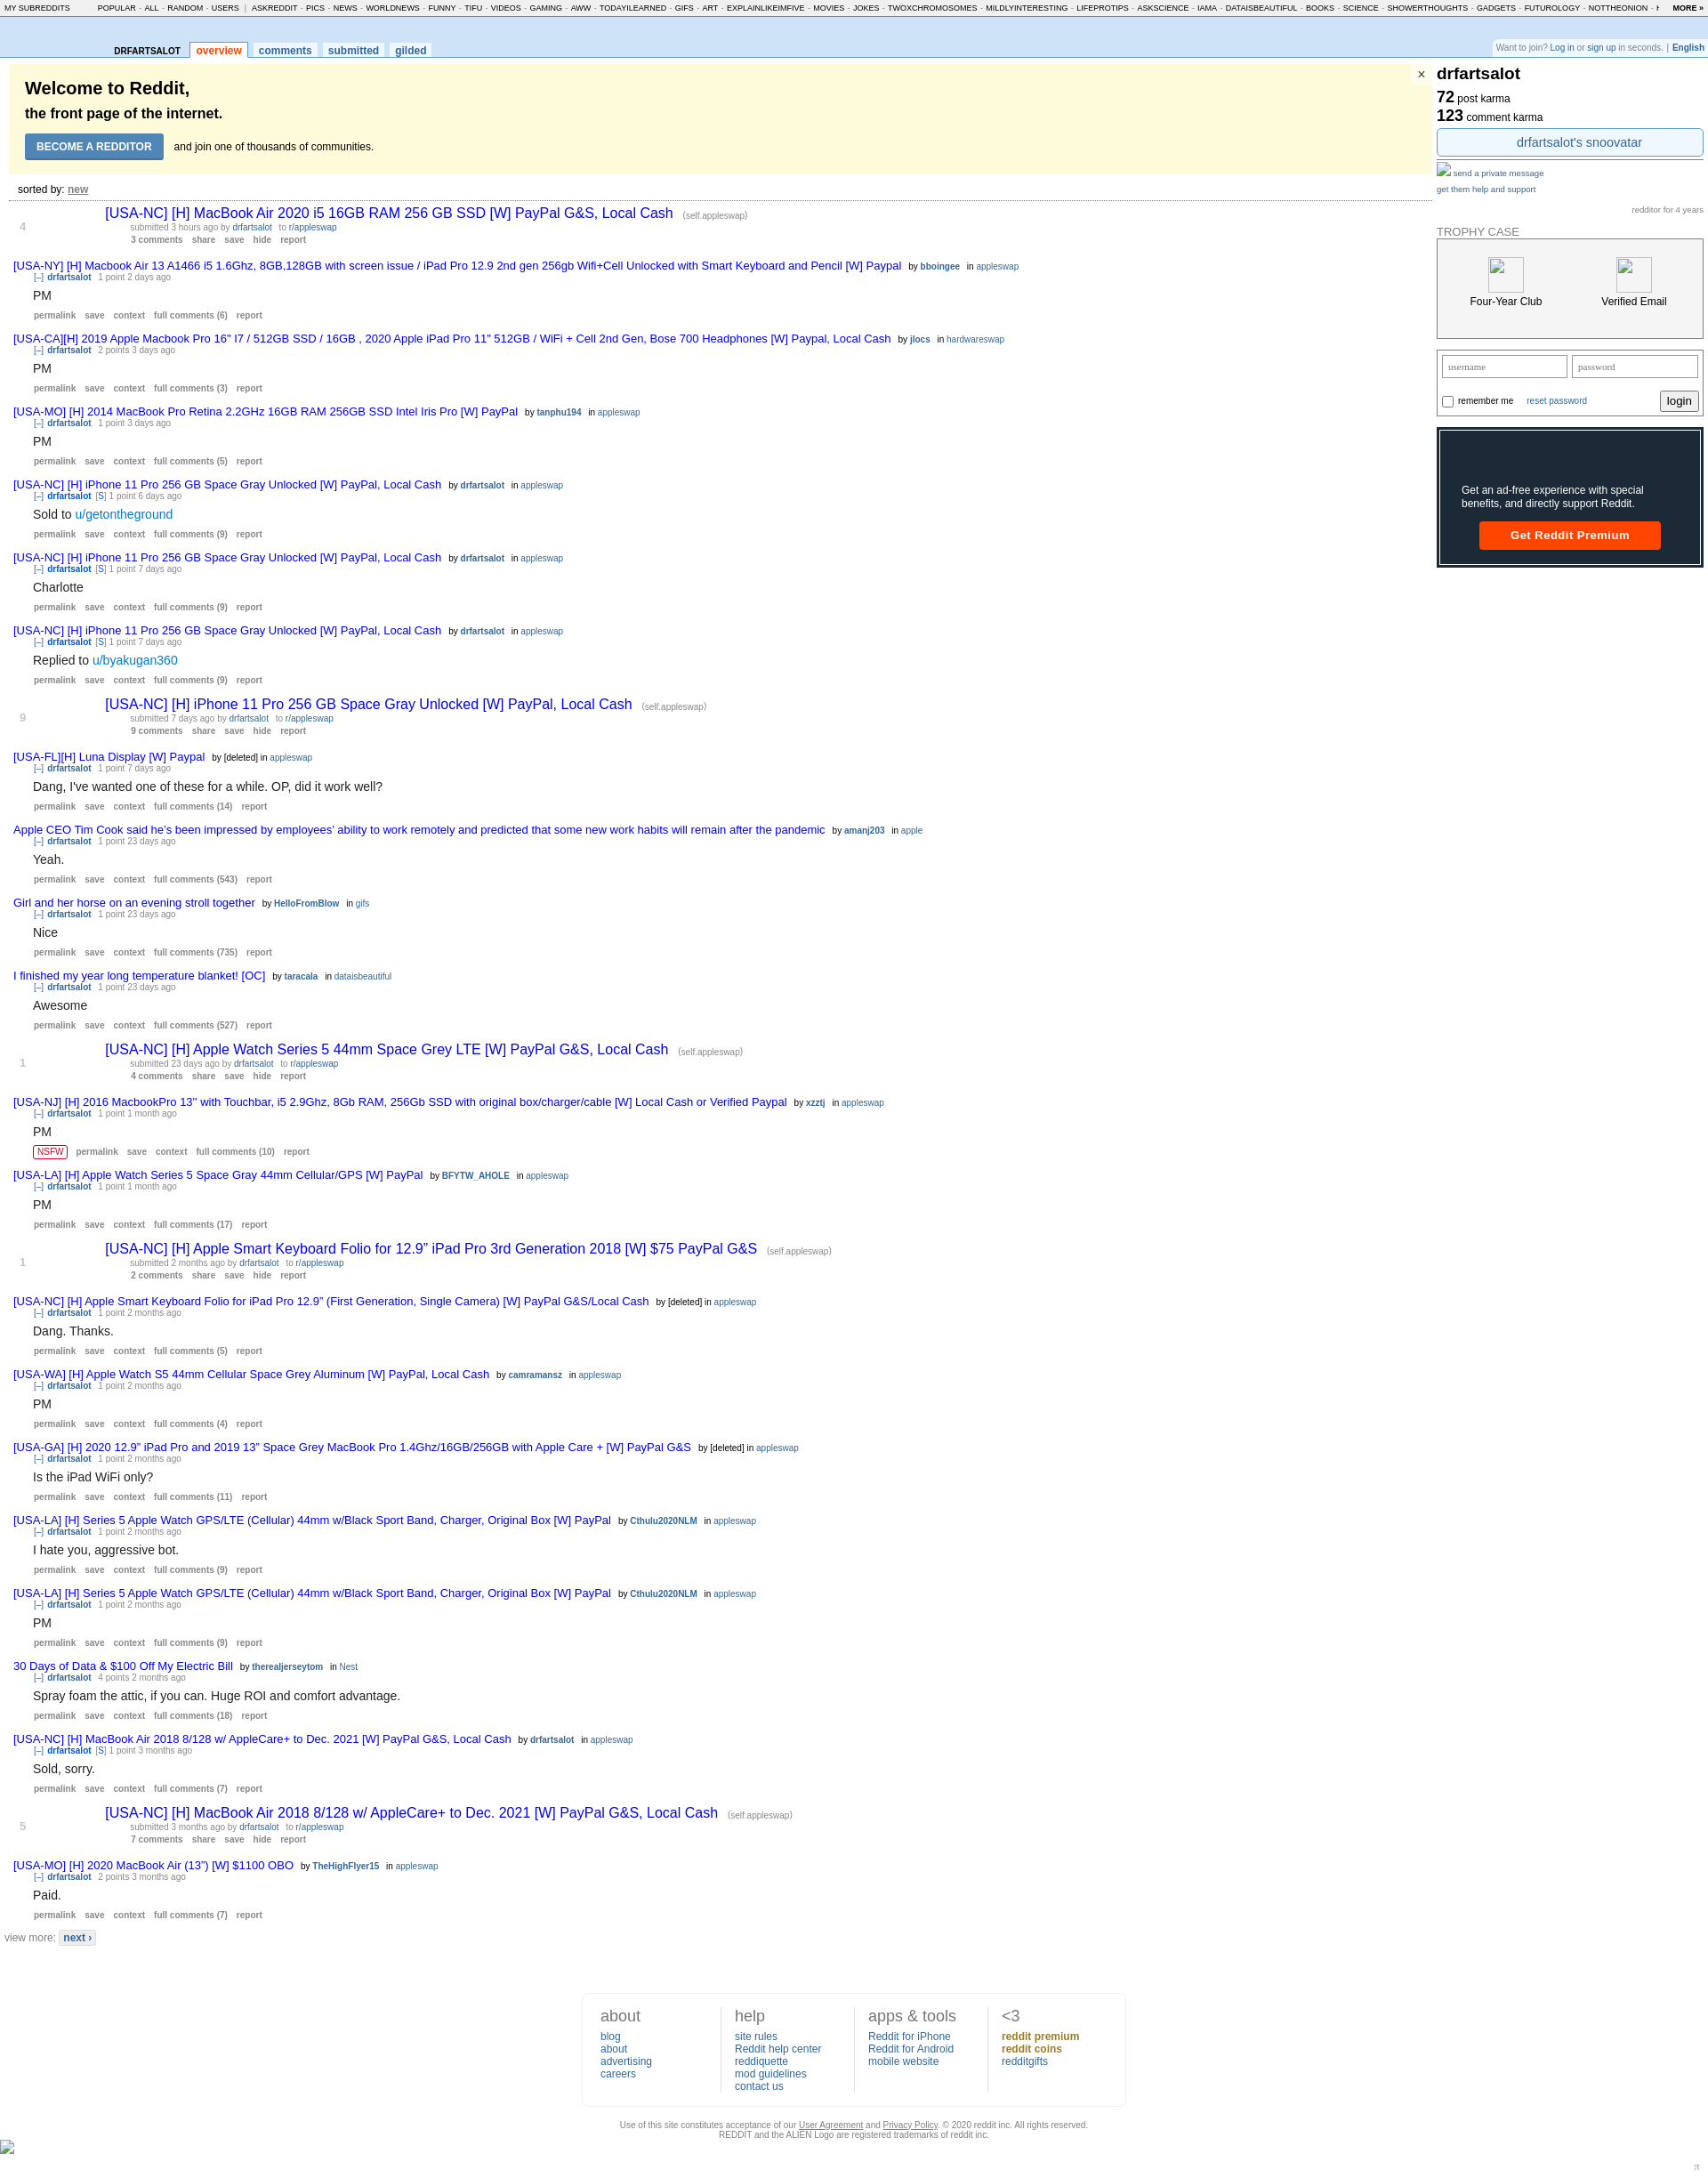 MY SUBREDDITS POPULAR - ALL - RANDOM - USERS | ASKREDDIT - PICS - NEWS - WORLDNEWS - FUNNY - TIFU - VIDEOS - GAMING - AWW - TODAYILEARNED - GIFS - ART - EXPLAINLIKEIMFIVE - MOVIES - JOKES - TWOXCHROMOSOMES - MILDLYINTERESTING - LIFEPROTIPS - ASKSCIENCE - IAMA - DATAISBEAUTIFUL - BOOKS - SCIENCE - SHOWERTHOUGHTS - GADGETS - FUTUROLOGY - NOTTHEONION - MORE »
DRFARTSALOT overview comments submitted gilded
Want to join? Log in or sign up in seconds. | English
Welcome to Reddit,
the front page of the internet.
BECOME A REDDITOR and join one of thousands of communities.
×
sorted by: new
4
[USA-NC] [H] MacBook Air 2020 i5 16GB RAM 256 GB SSD [W] PayPal G&S, Local Cash (self.appleswap)
submitted 3 hours ago by drfartsalot to r/appleswap
3 comments share save hide report
[USA-NY] [H] Macbook Air 13 A1466 i5 1.6Ghz, 8GB,128GB with screen issue / iPad Pro 12.9 2nd gen 256gb Wifi+Cell Unlocked with Smart Keyboard and Pencil [W] Paypal by bboingee in appleswap
[–] drfartsalot 1 point 2 days ago
PM
permalink save context full comments (6) report
[USA-CA][H] 2019 Apple Macbook Pro 16" I7 / 512GB SSD / 16GB , 2020 Apple iPad Pro 11" 512GB / WiFi + Cell 2nd Gen, Bose 700 Headphones [W] Paypal, Local Cash by jlocs in hardwareswap
[–] drfartsalot 2 points 3 days ago
PM
permalink save context full comments (3) report
[USA-MO] [H] 2014 MacBook Pro Retina 2.2GHz 16GB RAM 256GB SSD Intel Iris Pro [W] PayPal by tanphu194 in appleswap
[–] drfartsalot 1 point 3 days ago
PM
permalink save context full comments (5) report
[USA-NC] [H] iPhone 11 Pro 256 GB Space Gray Unlocked [W] PayPal, Local Cash by drfartsalot in appleswap
[–] drfartsalot [S] 1 point 6 days ago
Sold to u/getontheground
permalink save context full comments (9) report
[USA-NC] [H] iPhone 11 Pro 256 GB Space Gray Unlocked [W] PayPal, Local Cash by drfartsalot in appleswap
[–] drfartsalot [S] 1 point 7 days ago
Charlotte
permalink save context full comments (9) report
[USA-NC] [H] iPhone 11 Pro 256 GB Space Gray Unlocked [W] PayPal, Local Cash by drfartsalot in appleswap
[–] drfartsalot [S] 1 point 7 days ago
Replied to u/byakugan360
permalink save context full comments (9) report
9
[USA-NC] [H] iPhone 11 Pro 256 GB Space Gray Unlocked [W] PayPal, Local Cash (self.appleswap)
submitted 7 days ago by drfartsalot to r/appleswap
9 comments share save hide report
[USA-FL][H] Luna Display [W] Paypal by [deleted] in appleswap
[–] drfartsalot 1 point 7 days ago
Dang, I've wanted one of these for a while. OP, did it work well?
permalink save context full comments (14) report
Apple CEO Tim Cook said he’s been impressed by employees’ ability to work remotely and predicted that some new work habits will remain after the pandemic by amanj203 in apple
[–] drfartsalot 1 point 23 days ago
Yeah.
permalink save context full comments (543) report
Girl and her horse on an evening stroll together by HelloFromBlow in gifs
[–] drfartsalot 1 point 23 days ago
Nice
permalink save context full comments (735) report
I finished my year long temperature blanket! [OC] by taracala in dataisbeautiful
[–] drfartsalot 1 point 23 days ago
Awesome
permalink save context full comments (527) report
1
[USA-NC] [H] Apple Watch Series 5 44mm Space Grey LTE [W] PayPal G&S, Local Cash (self.appleswap)
submitted 23 days ago by drfartsalot to r/appleswap
4 comments share save hide report
[USA-NJ] [H] 2016 MacbookPro 13'' with Touchbar, i5 2.9Ghz, 8Gb RAM, 256Gb SSD with original box/charger/cable [W] Local Cash or Verified Paypal by xzztj in appleswap
[–] drfartsalot 1 point 1 month ago
PM
NSFW permalink save context full comments (10) report
[USA-LA] [H] Apple Watch Series 5 Space Gray 44mm Cellular/GPS [W] PayPal by BFYTW_AHOLE in appleswap
[–] drfartsalot 1 point 1 month ago
PM
permalink save context full comments (17) report
1
[USA-NC] [H] Apple Smart Keyboard Folio for 12.9” iPad Pro 3rd Generation 2018 [W] $75 PayPal G&S (self.appleswap)
submitted 2 months ago by drfartsalot to r/appleswap
2 comments share save hide report
[USA-NC] [H] Apple Smart Keyboard Folio for iPad Pro 12.9” (First Generation, Single Camera) [W] PayPal G&S/Local Cash by [deleted] in appleswap
[–] drfartsalot 1 point 2 months ago
Dang. Thanks.
permalink save context full comments (5) report
[USA-WA] [H] Apple Watch S5 44mm Cellular Space Grey Aluminum [W] PayPal, Local Cash by camramansz in appleswap
[–] drfartsalot 1 point 2 months ago
PM
permalink save context full comments (4) report
[USA-GA] [H] 2020 12.9” iPad Pro and 2019 13” Space Grey MacBook Pro 1.4Ghz/16GB/256GB with Apple Care + [W] PayPal G&S by [deleted] in appleswap
[–] drfartsalot 1 point 2 months ago
Is the iPad WiFi only?
permalink save context full comments (11) report
[USA-LA] [H] Series 5 Apple Watch GPS/LTE (Cellular) 44mm w/Black Sport Band, Charger, Original Box [W] PayPal by Cthulu2020NLM in appleswap
[–] drfartsalot 1 point 2 months ago
I hate you, aggressive bot.
permalink save context full comments (9) report
[USA-LA] [H] Series 5 Apple Watch GPS/LTE (Cellular) 44mm w/Black Sport Band, Charger, Original Box [W] PayPal by Cthulu2020NLM in appleswap
[–] drfartsalot 1 point 2 months ago
PM
permalink save context full comments (9) report
30 Days of Data & $100 Off My Electric Bill by therealjerseytom in Nest
[–] drfartsalot 4 points 2 months ago
Spray foam the attic, if you can. Huge ROI and comfort advantage.
permalink save context full comments (18) report
[USA-NC] [H] MacBook Air 2018 8/128 w/ AppleCare+ to Dec. 2021 [W] PayPal G&S, Local Cash by drfartsalot in appleswap
[–] drfartsalot [S] 1 point 3 months ago
Sold, sorry.
permalink save context full comments (7) report
5
[USA-NC] [H] MacBook Air 2018 8/128 w/ AppleCare+ to Dec. 2021 [W] PayPal G&S, Local Cash (self.appleswap)
submitted 3 months ago by drfartsalot to r/appleswap
7 comments share save hide report
[USA-MO] [H] 2020 MacBook Air (13”) [W] $1100 OBO by TheHighFlyer15 in appleswap
[–] drfartsalot 2 points 3 months ago
Paid.
permalink save context full comments (7) report
view more: next ›
drfartsalot
72 post karma
123 comment karma
drfartsalot's snoovatar
send a private message
get them help and support
redditor for 4 years
TROPHY CASE
Four-Year Club Verified Email
username password
remember me reset password login
Get an ad-free experience with special
benefits, and directly support Reddit.
Get Reddit Premium
about
blog
about
advertising
careers
help
site rules
Reddit help center
reddiquette
mod guidelines
contact us
apps & tools
Reddit for iPhone
Reddit for Android
mobile website
<3
reddit premium
reddit coins
redditgifts
Use of this site constitutes acceptance of our User Agreement and Privacy Policy. © 2020 reddit inc. All rights reserved.
REDDIT and the ALIEN Logo are registered trademarks of reddit inc.
π